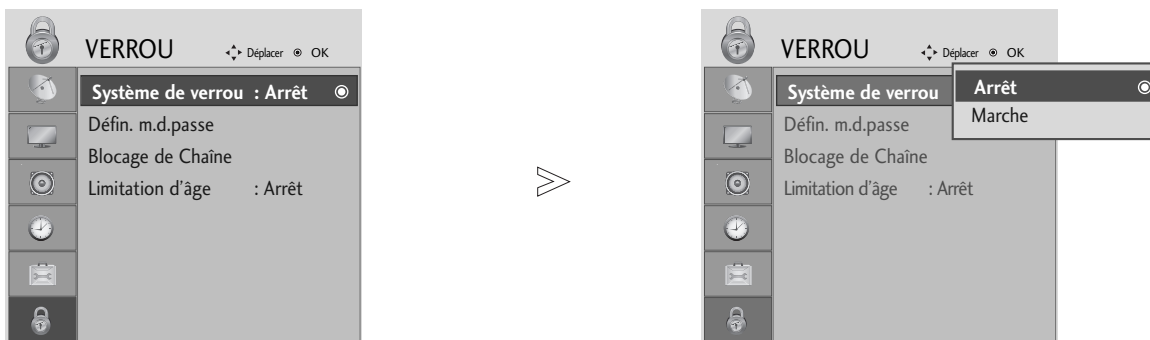 VERROU Déplacer OK
Système de verrou : Arrêt
Défin. m.d.passe
Blocage de Chaîne
Limitation d'âge : Arrêt
VERROU Déplacer OK
Système de verrou
Arrêt
Marche
Défin. m.d.passe
Blocage de Chaîne
Limitation d'âge : Arrêt